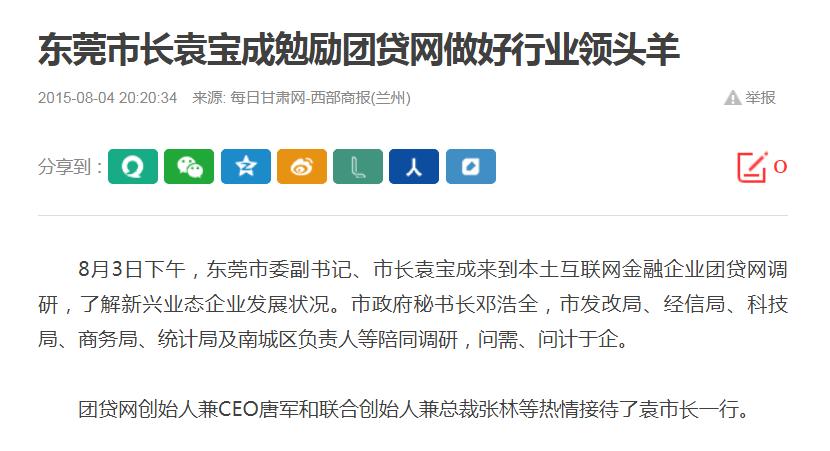 东莞市长袁宝成勉励团贷网做好行业领头羊
2015-08-04 20:20:34 来源: 每日甘肃网-西部商报(兰州) 举报
分享到： 人 0
8月3日下午，东莞市委副书记、市长袁宝成来到本土互联网金融企业团贷网调
研，了解新兴业态企业发展状况。市政府秘书长邓浩全，市发改局、经信局、科技
局、商务局、统计局及南城区负责人等陪同调研，问需、问计于企。
团贷网创始人兼CEO唐军和联合创始人兼总裁张林等热情接待了袁市长一行。